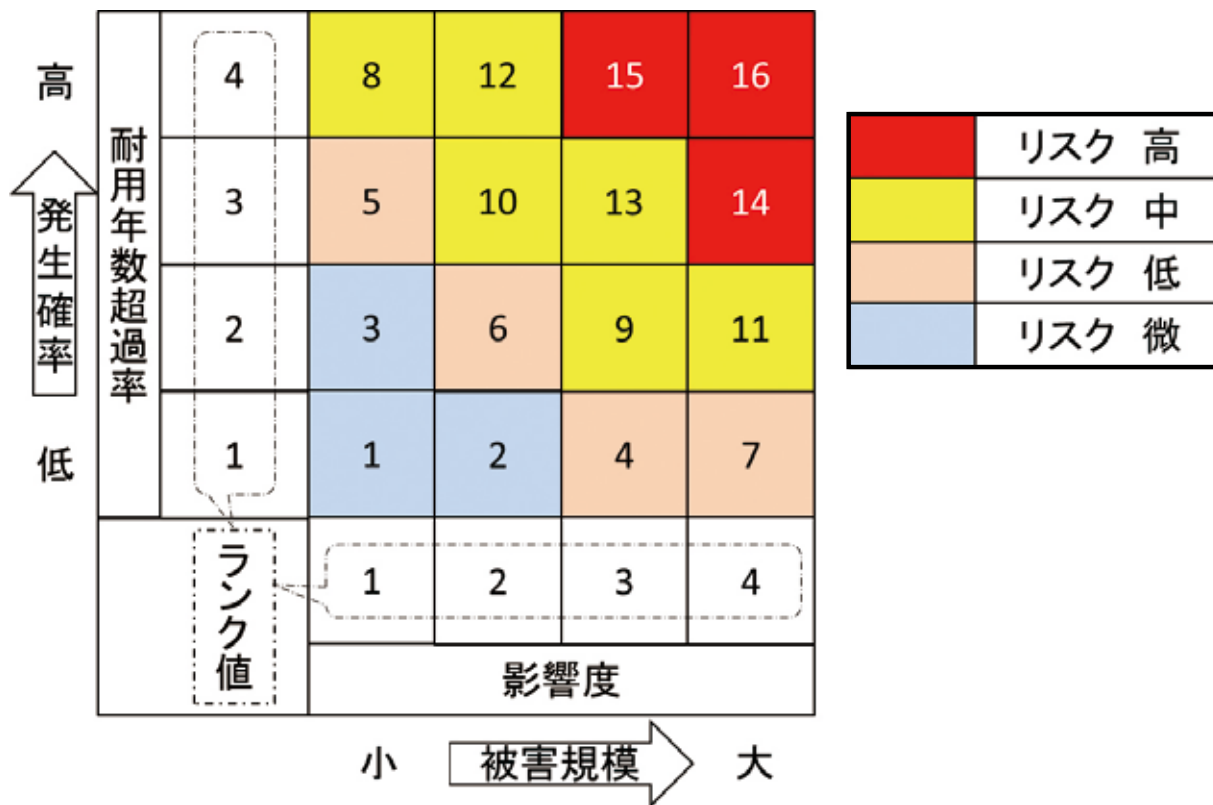 高
発生確率
低
耐用年数超過率
4 8 12 15 16
3 5 10 13 14
2 3 6 9 11
1 1 2 4 7
ランク値
1 2 3 4
影響度
小 被害規模 大
リスク 高
リスク 中
リスク 低
リスク 微